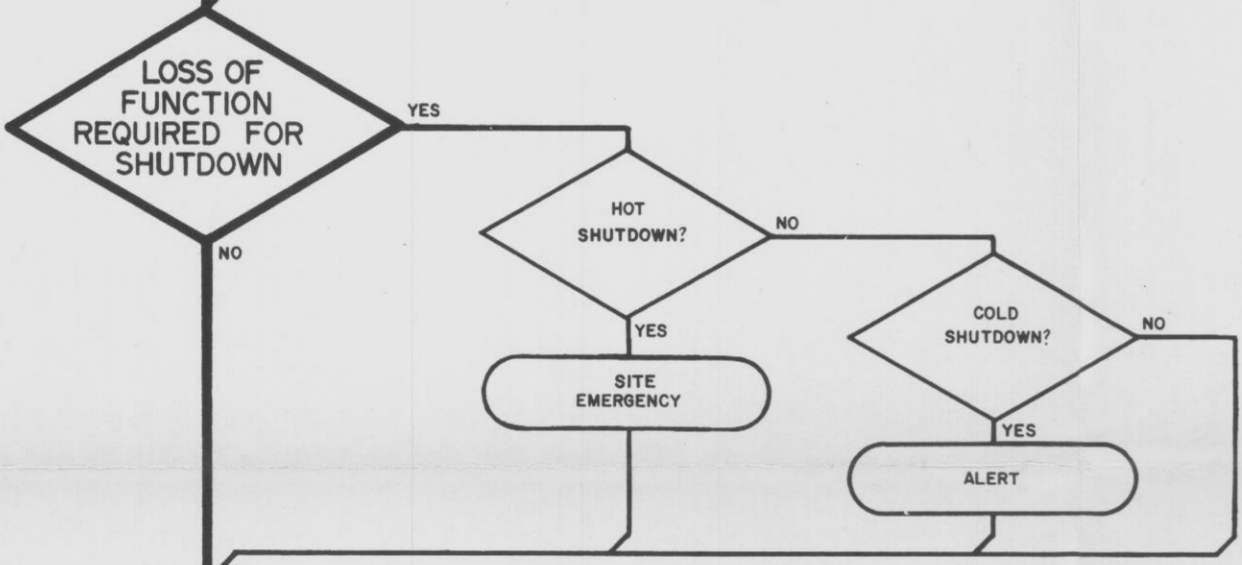 LOSS OF
FUNCTION
REQUIRED FOR
SHUTDOWN
YES
NO
HOT
SHUTDOWN?
NO
YES
SITE
EMERGENCY
COLD
SHUTDOWN?
NO
YES
ALERT